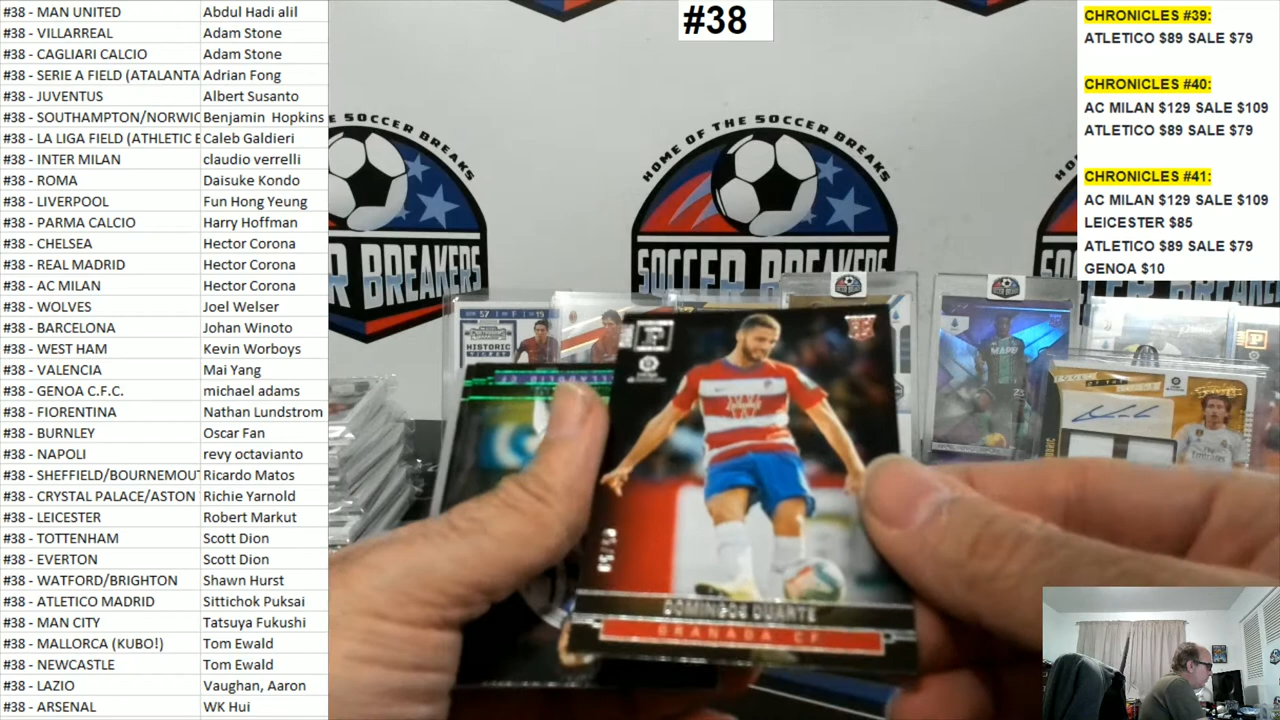 #38 - MAN UNITED Abdul Hadi alil
#38 - VILLARREAL Adam Stone
#38 - CAGLIARI CALCIO Adam Stone
#38 - SERIE A FIELD (ATALANTA Adrian Fong
#38 - JUVENTUS Albert Susanto
#38 - SOUTHAMPTON/NORWIC Benjamin Hopkins
#38 - LA LIGA FIELD (ATHLETIC E Caleb Galdieri
#38 - INTER MILAN claudio verrelli
#38 - ROMA Daisuke Kondo
#38 - LIVERPOOL Fun Hong Yeung
#38 - PARMA CALCIO Harry Hoffman
#38 - CHELSEA Hector Corona
#38 - REAL MADRID Hector Corona
#38 - AC MILAN Hector Corona
#38 - WOLVES Joel Welser
#38 - BARCELONA Johan Winoto
#38 - WEST HAM Kevin Worboys
#38 - VALENCIA Mai Yang
#38 - GENOA C.F.C. michael adams
#38 - FIORENTINA Nathan Lundstrom
#38 - BURNLEY Oscar Fan
#38 - NAPOLI revy octavianto
#38 - SHEFFIELD/BOURNEMOU Ricardo Matos
#38 - CRYSTAL PALACE/ASTON Richie Yarnold
#38 - LEICESTER Robert Markut
#38 - TOTTENHAM Scott Dion
#38 - EVERTON Scott Dion
#38 - WATFORD/BRIGHTON Shawn Hurst
#38 - ATLETICO MADRID Sittichok Puksai
#38 - MAN CITY Tatsuya Fukushi
#38 - MALLORCA (KUBO!) Tom Ewald
#38 - NEWCASTLE Tom Ewald
#38 - LAZIO Vaughan, Aaron
#38 - ARSENAL WK Hui
#38
E SOCCER BREAKS
R BREAKERS
HOME OF THE SOCCER BREAKS
SOCCER BREAKERS
HISTORIC
TICKET
DOMINGOS DUARTE
GRANADA CF
CHRONICLES #39:
ATLETICO $89 SALE $79
CHRONICLES #40:
AC MILAN $129 SALE $109
ATLETICO $89 SALE $79
CHRONICLES #41:
AC MILAN $129 SALE $109
LEICESTER $85
ATLETICO $89 SALE $79
GENOA $10